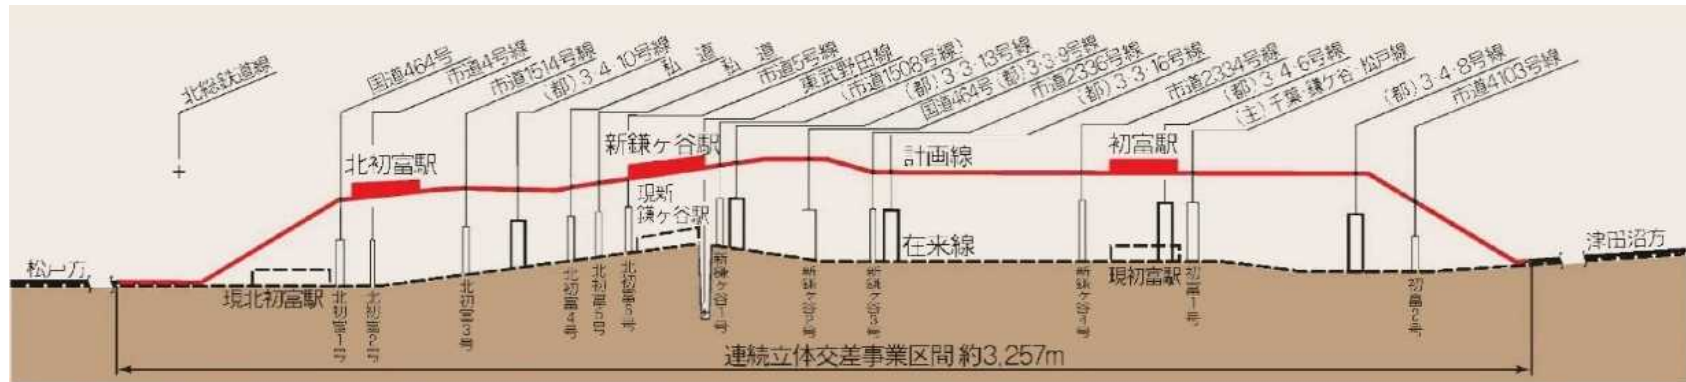 北総鉄道線
国道464号
市道4号線
市道1514号線
(都)3・4・10号線
私道
私道
市道5号線
東武野田線
(市道1508号線)
(都)3・3・13号線
国道464号(都)3・3・9号線
市道2336号線
(都)3・3・16号線
市道2334号線
(都)3・4・6号線
(主)千葉・鎌ケ谷・松戸線
(都)3・4・8号線
市道4103号線
北初富駅
新鎌ヶ谷駅
計画線
初富駅
現新
鎌ヶ谷駅
在来線
松戸方
津田沼方
現北初富駅
現初富駅
北初富1号
北初富2号
北初富3号
北初富4号
北初富5号
北初富6号
新鎌ヶ谷1号
新鎌ヶ谷2号
新鎌ヶ谷3号
新鎌ヶ谷4号
初富1号
初富2号
連続立体交差事業区間 約3,257m